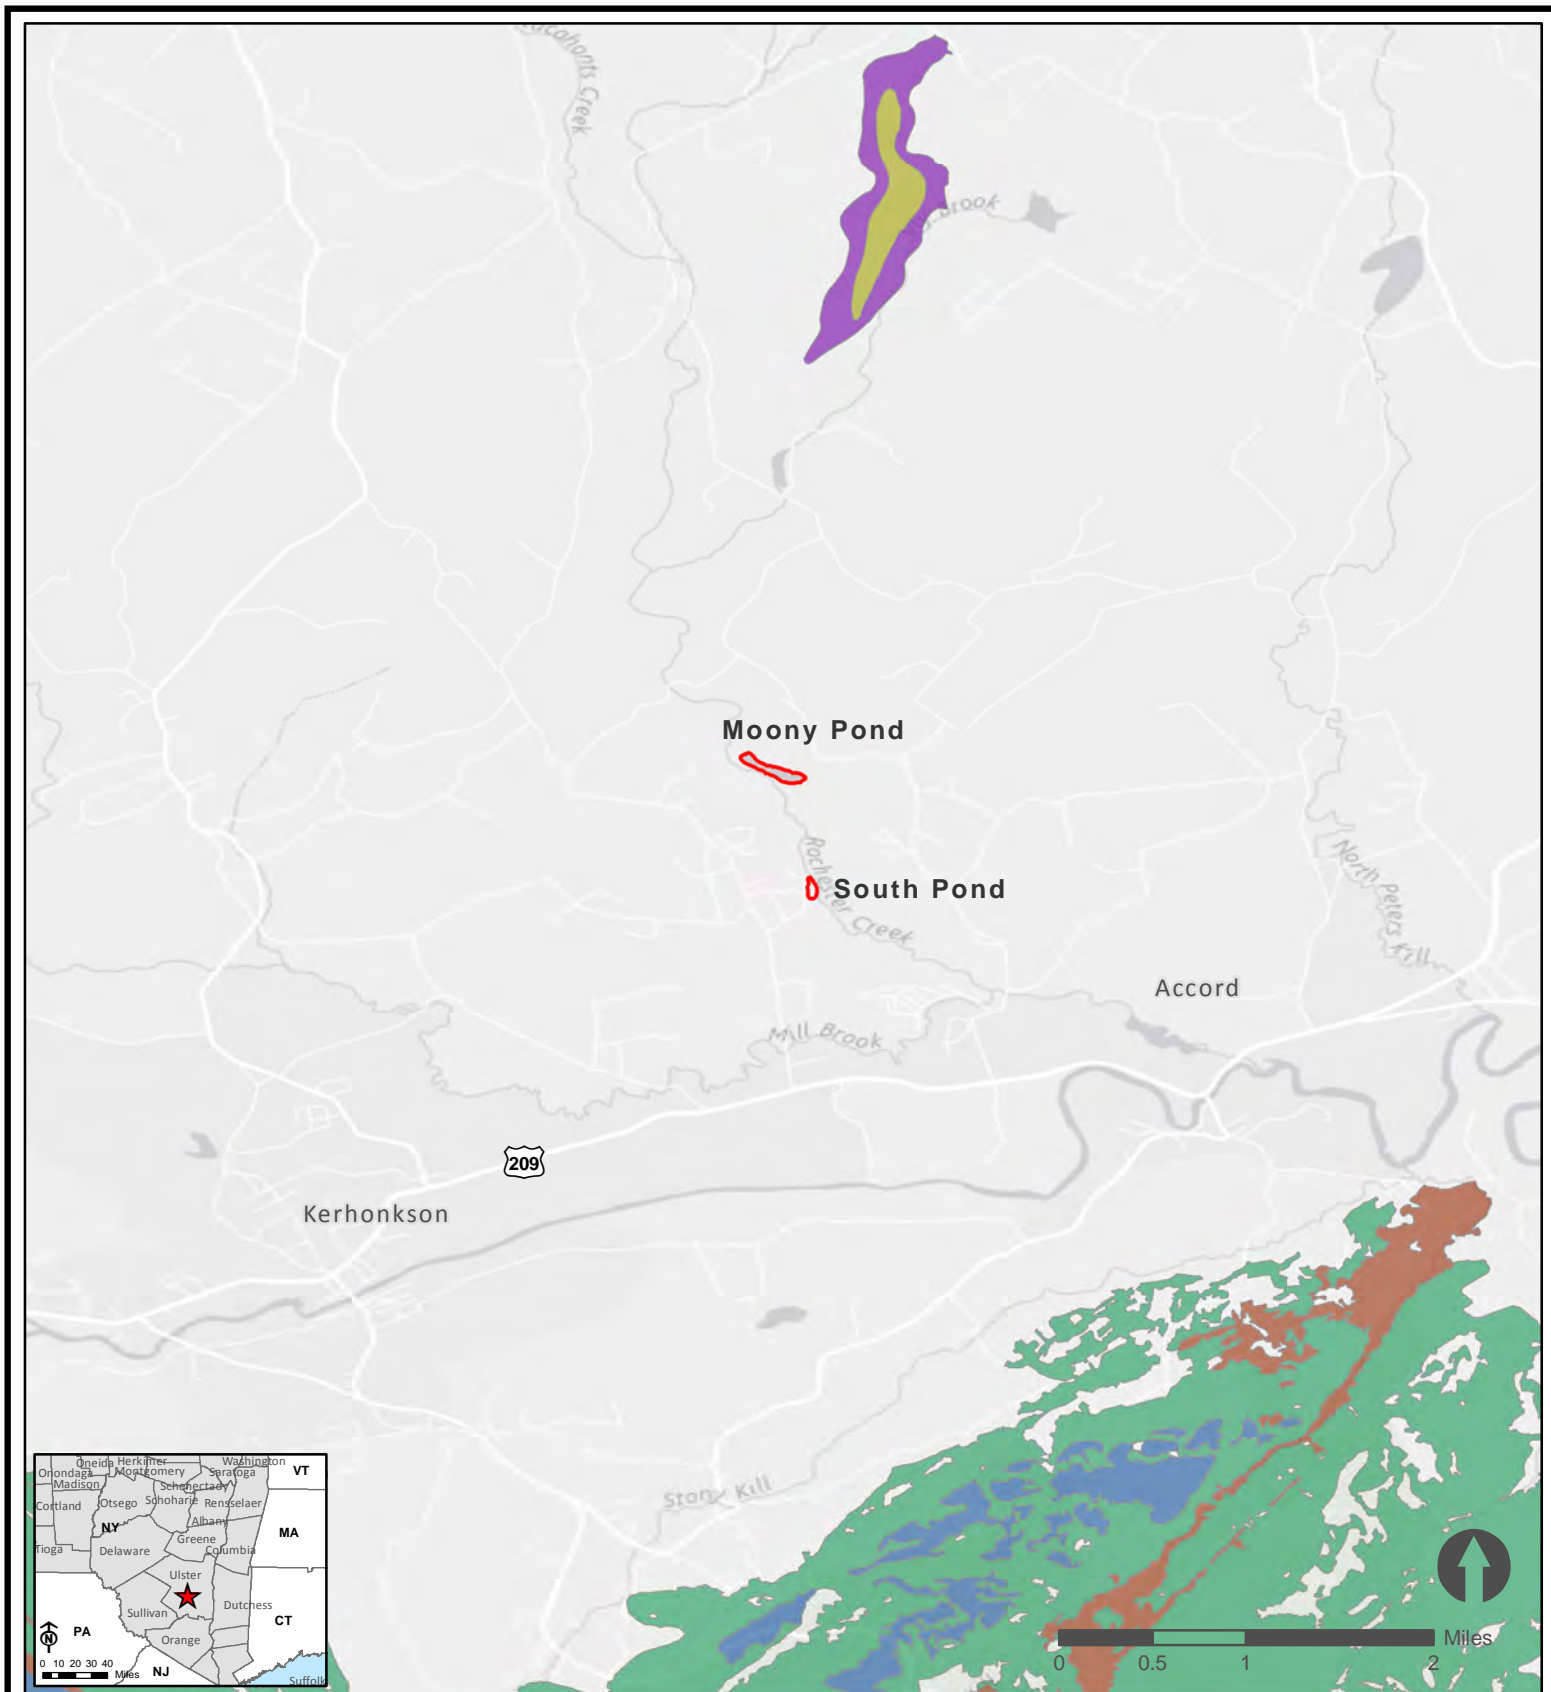 Brook
Moony Pond
Rochester Creek
South Pond
North Peters Kill
Accord
Mill Brook
209
Kerhonkson
Stony Kill
Oneida
Herkimer
Washington
Onondaga
Montgomery
Saratoga
VT
Madison
Schenectady
Cortland
Otsego
Schoharie
Rensselaer
Albany
NY
MA
Greene
Tioga
Delaware
Columbia
Ulster
Sullivan
Dutchess
CT
PA
Orange
N
0 10 20 30 40
Miles
NJ
Suffolk
Miles
0 0.5 1 2